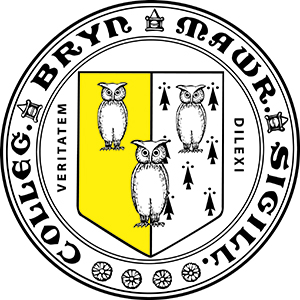 COLLEG. BRYN MAWR. SIGILL.
VERITATEM
DILEXI